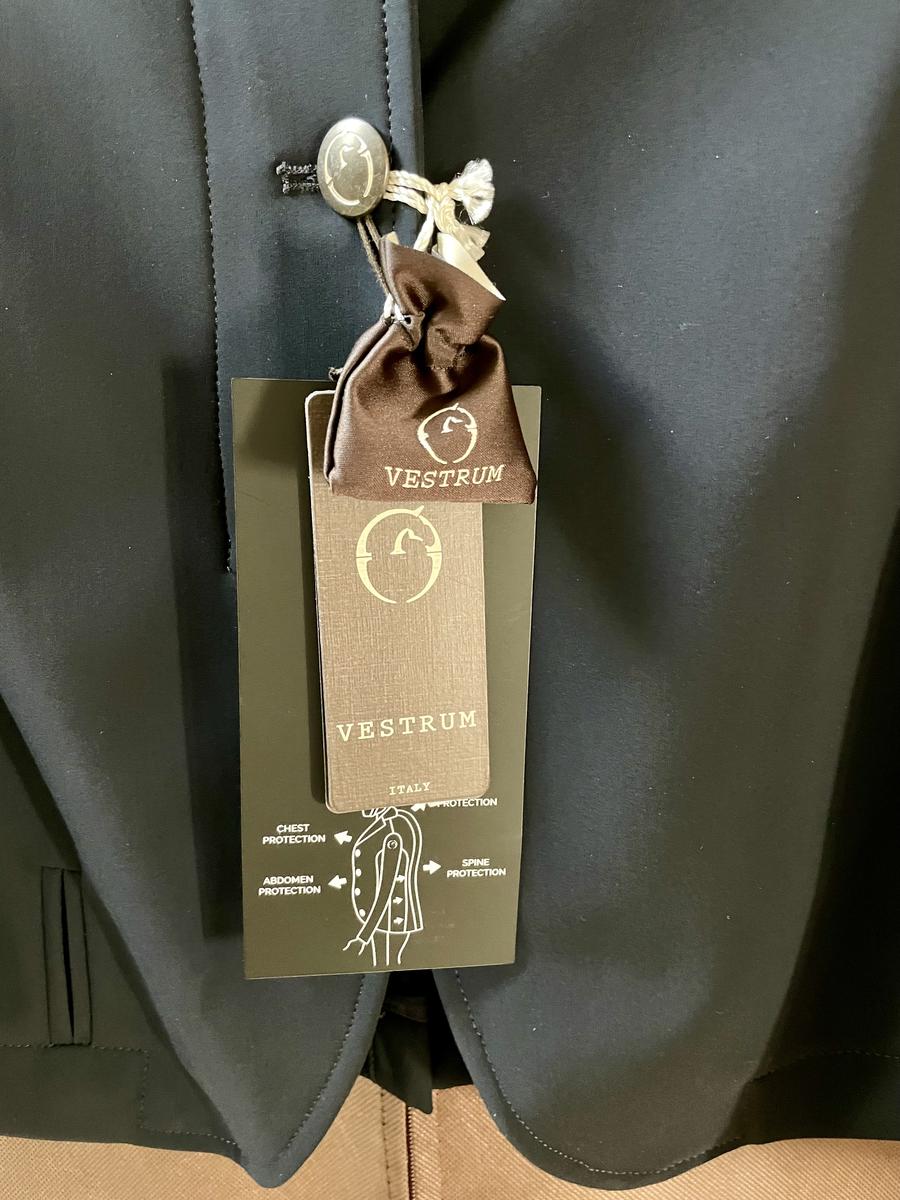 VESTRUM
VESTRUM
ITALY
PROTECTION
CHEST
PROTECTION
SPINE
PROTECTION
ABDOMEN
PROTECTION